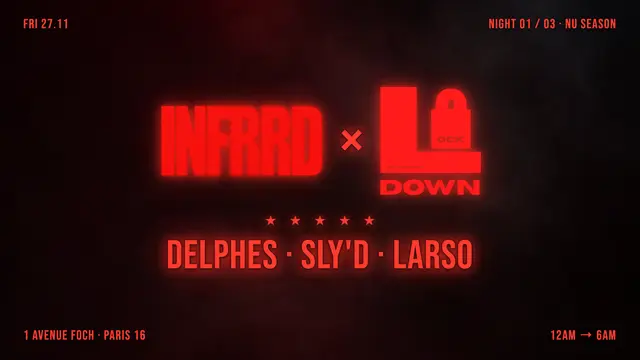 FRI 27.11
NIGHT 01 / 03 · NU SEASON
INFRRD × L
DOWN
★ ★ ★ ★ ★
DELPHES · SLY'D · LARSO
1 AVENUE FOCH · PARIS 16
12AM → 6AM